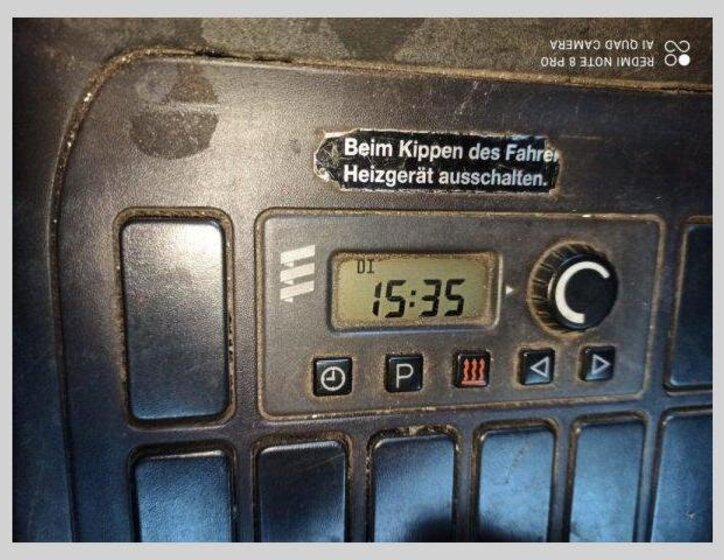 REDMI NOTE 8 PRO
AI QUAD CAMERA
Beim Kippen des Fahrer
Heizgerät ausschalten.
DI
15:35
P